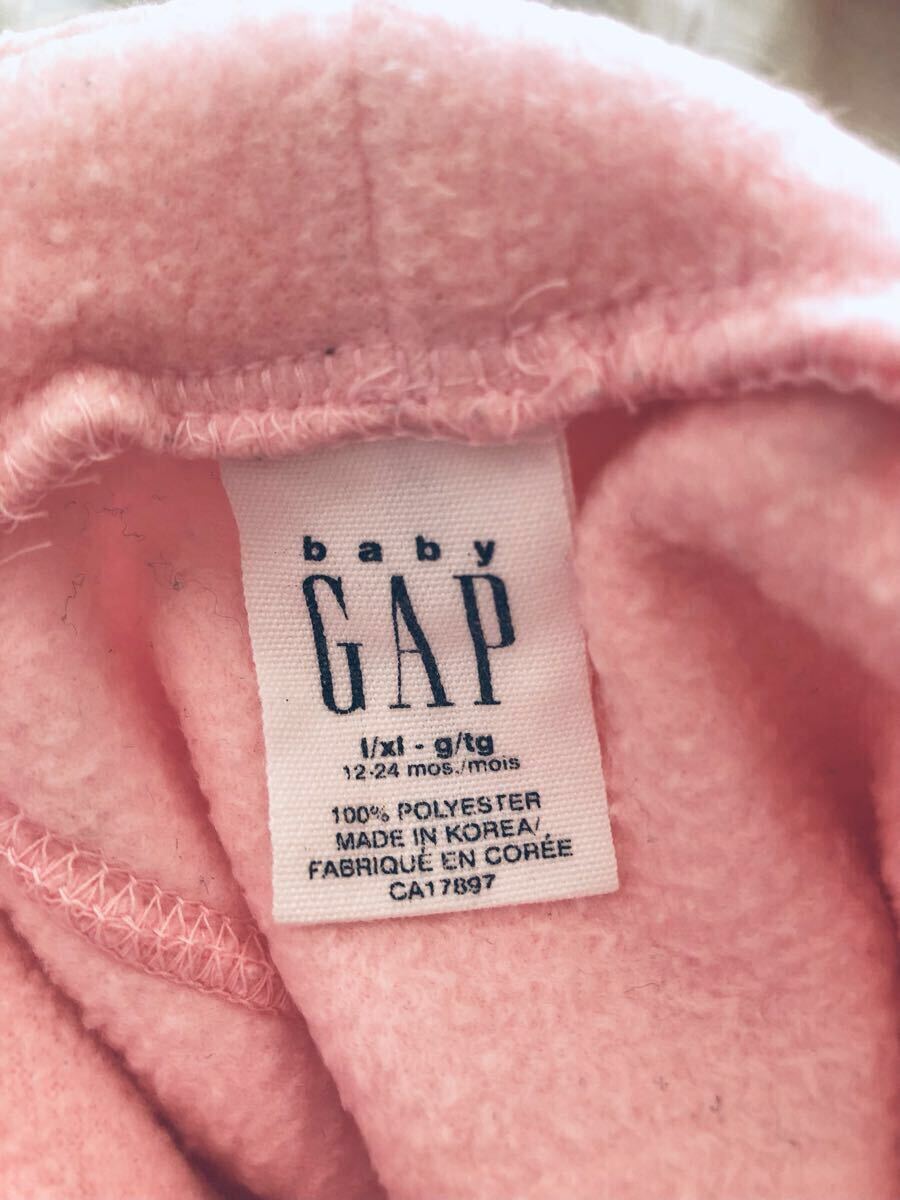 baby
GAP
l/xl - g/tg
12-24 mos./mois
100% POLYESTER
MADE IN KOREA/
FABRIQUÉ EN CORÉE
CA17897